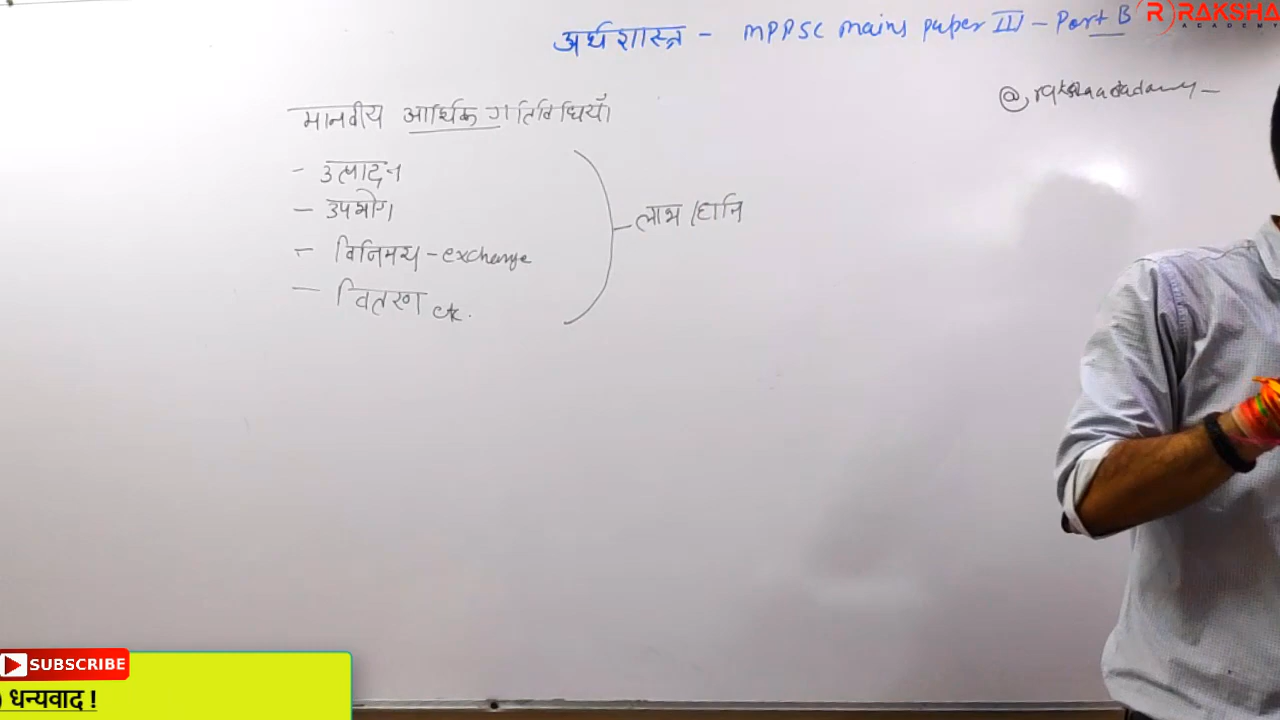 अर्थशास्त्र - MPPSC mains paper III - Part B
RAKSHA
ACADEMY
@rakshaacadamy_
मानवीय आर्थिक गतिविधियाँ
- उत्पादन
- उपभोग
- विनिमय - exchange
- वितरण etc.
लाभ/हानि
SUBSCRIBE
धन्यवाद !